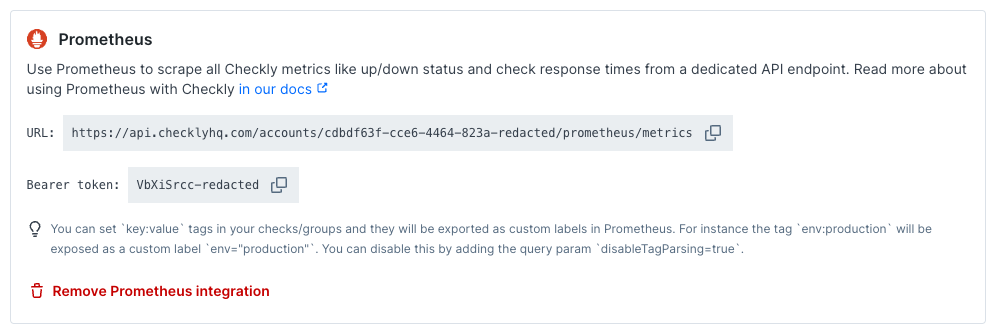 Prometheus
Use Prometheus to scrape all Checkly metrics like up/down status and check response times from a dedicated API endpoint. Read more about
using Prometheus with Checkly in our docs
URL: https://api.checklyhq.com/accounts/cdbdf63f-cce6-4464-823a-redacted/prometheus/metrics
Bearer token: VbXiSrcc-redacted
You can set `key:value` tags in your checks/groups and they will be exported as custom labels in Prometheus. For instance the tag `env:production` will be
exposed as a custom label `env="production"`. You can disable this by adding the query param `disableTagParsing=true`.
Remove Prometheus integration